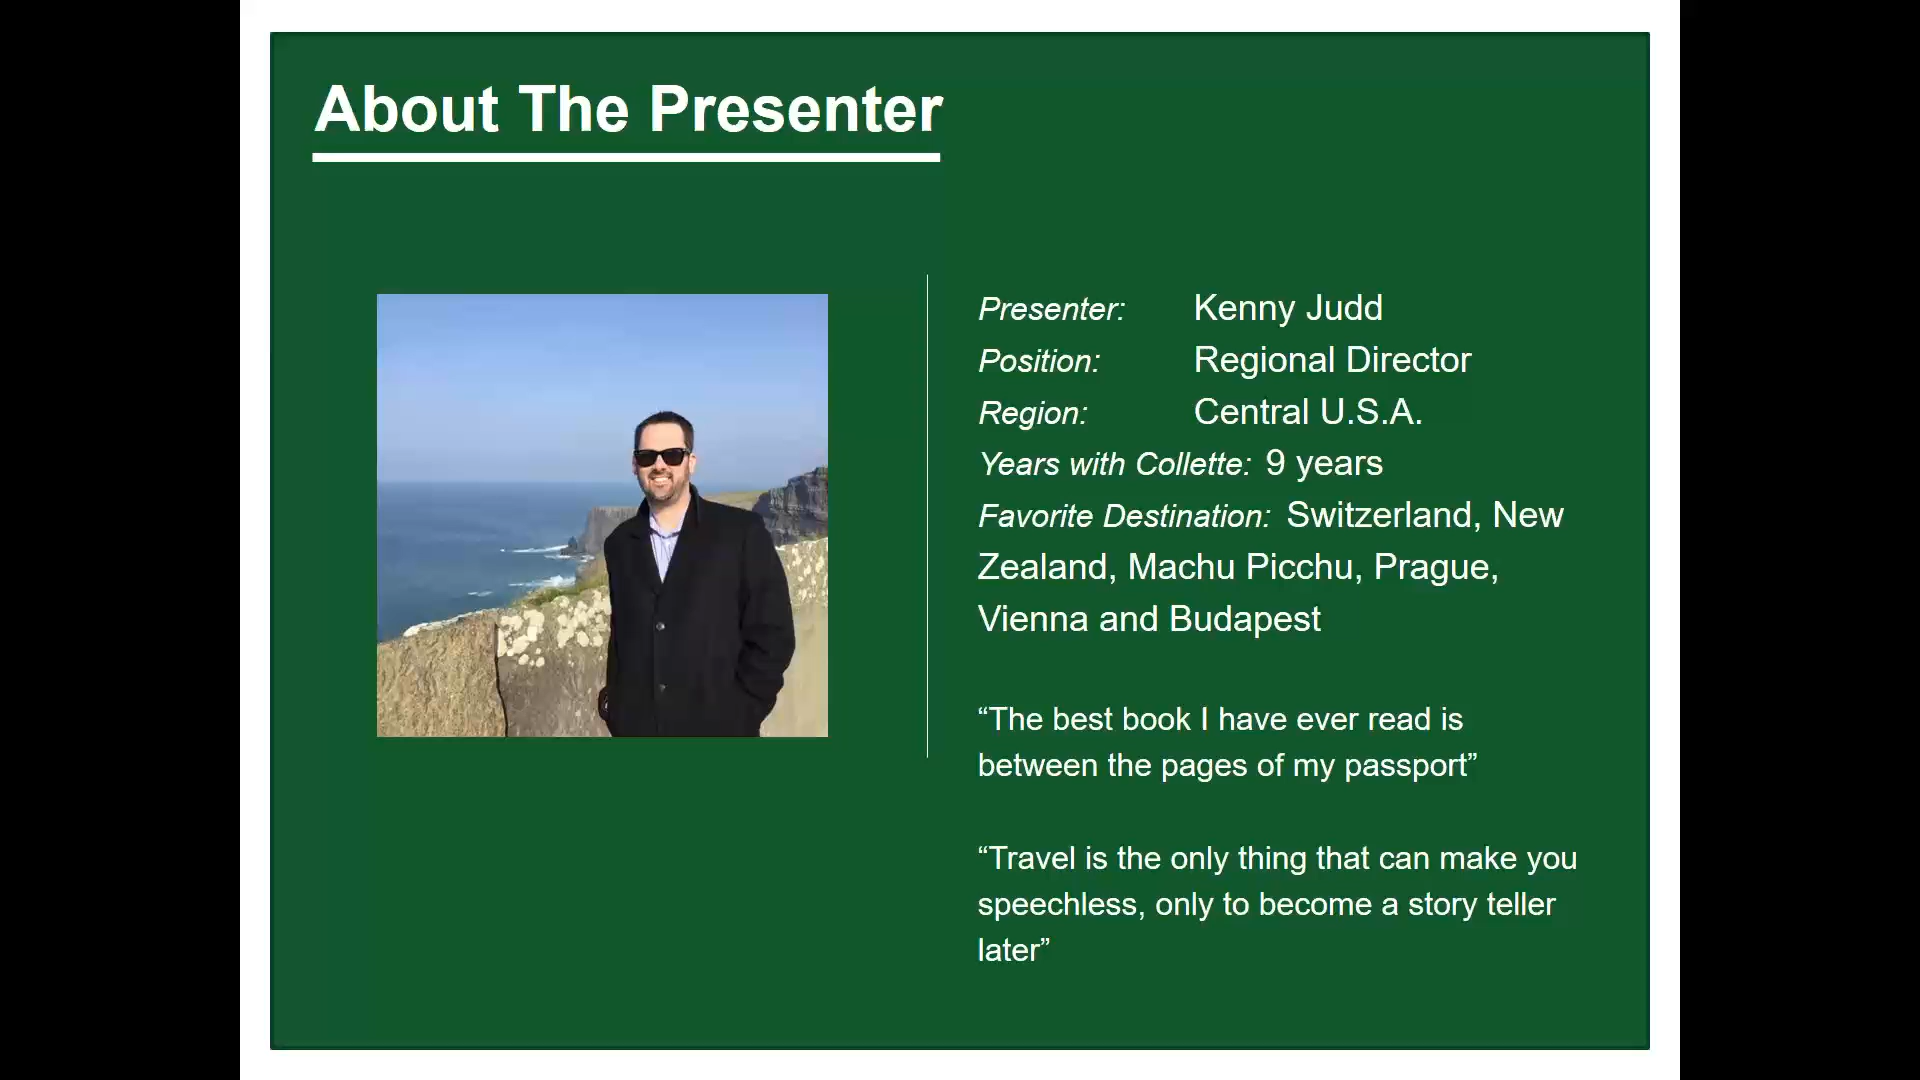 About The Presenter
Presenter: Kenny Judd
Position: Regional Director
Region: Central U.S.A.
Years with Collette: 9 years
Favorite Destination: Switzerland, New
Zealand, Machu Picchu, Prague,
Vienna and Budapest
“The best book I have ever read is
between the pages of my passport”
“Travel is the only thing that can make you
speechless, only to become a story teller
later”